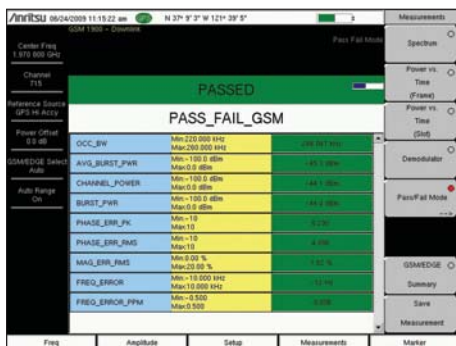 Anritsu 06/24/2009 11:15:22 am GPS N 37° 9' 3" W 121° 39' 5"
GSM 1900 - Downlink
Pass Fail Mode
Center Freq
1.970 800 GHz
Channel
715
Reference Source
GPS Hi Accy
Power Offset
0.0 dB
GSM/EDGE Select
Auto
Auto Range
On
PASSED
PASS_FAIL_GSM
OCC_BW Min:220.000 kHz
Max:260.000 kHz
AVG_BURST_PWR Min:-100.0 dBm
Max:0.0 dBm
CHANNEL_POWER Min:-100.0 dBm
Max:0.0 dBm
BURST_PWR Min:-100.0 dBm
Max:0.0 dBm
PHASE_ERR_PK Min:-10
Max:10
PHASE_ERR_RMS Min:-10
Max:10
MAG_ERR_RMS Min:0.00 %
Max:20.00 %
FREQ_ERROR Min:-10.000 kHz
Max:10.000 kHz
FREQ_ERROR_PPM Min:-0.500
Max:0.500
Measurements
Spectrum
Power vs.
Time
(Frame)
Power vs.
Time
(Slot)
Demodulator
Pass/Fail Mode
-->
GSM/EDGE
Summary
Save
Measurement
Freq Amplitude Setup Measurements Marker